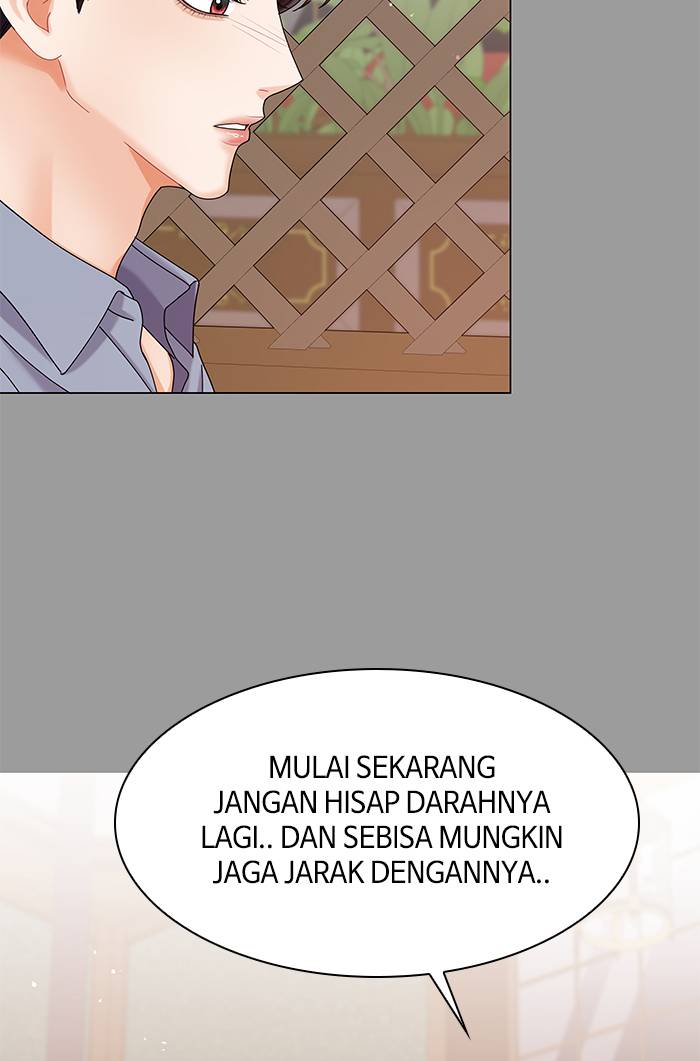 MULAI SEKARANG
JANGAN HISAP DARAHNYA
LAGI.. DAN SEBISA MUNGKIN
JAGA JARAK DENGANNYA..